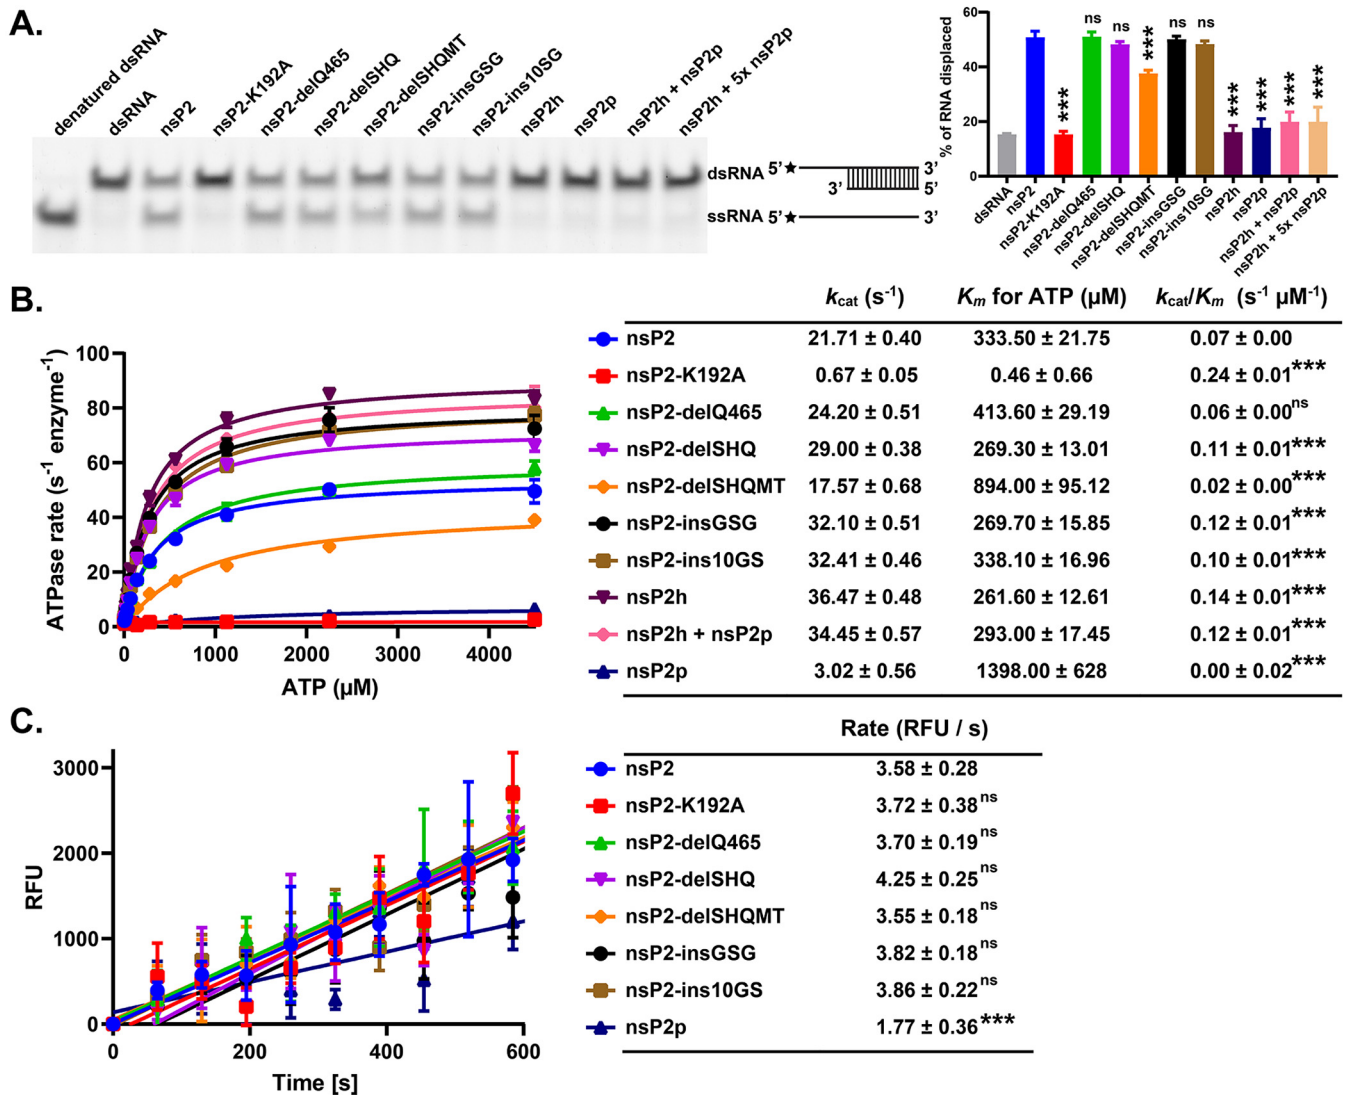 A.
denatured dsRNA
dsRNA
nsP2
nsP2-K192A
nsP2-delQ465
nsP2-delSHQ
nsP2-delSHQMT
nsP2-insGSG
nsP2-ins10SG
nsP2h
nsP2p
nsP2h + nsP2p
nsP2h + 5x nsP2p
dsRNA 5'★ 3'
3' 5'
ssRNA 5'★ 3'
% of RNA displaced
60
40
20
0
*** ns ns *** ns ns *** *** *** ***
dsRNA
nsP2
nsP2-K192A
nsP2-delQ465
nsP2-delSHQ
nsP2-delSHQMT
nsP2-insGSG
nsP2-ins10SG
nsP2h
nsP2p
nsP2h + nsP2p
nsP2h + 5x nsP2p
B.
ATPase rate (s⁻¹ enzyme⁻¹)
100
80
60
40
20
0
0 1000 2000 3000 4000
ATP (µM)
kcat (s⁻¹) Km for ATP (µM) kcat/Km (s⁻¹ µM⁻¹)
nsP2 21.71 ± 0.40 333.50 ± 21.75 0.07 ± 0.00
nsP2-K192A 0.67 ± 0.05 0.46 ± 0.66 0.24 ± 0.01***
nsP2-delQ465 24.20 ± 0.51 413.60 ± 29.19 0.06 ± 0.00ns
nsP2-delSHQ 29.00 ± 0.38 269.30 ± 13.01 0.11 ± 0.01***
nsP2-delSHQMT 17.57 ± 0.68 894.00 ± 95.12 0.02 ± 0.00***
nsP2-insGSG 32.10 ± 0.51 269.70 ± 15.85 0.12 ± 0.01***
nsP2-ins10GS 32.41 ± 0.46 338.10 ± 16.96 0.10 ± 0.01***
nsP2h 36.47 ± 0.48 261.60 ± 12.61 0.14 ± 0.01***
nsP2h + nsP2p 34.45 ± 0.57 293.00 ± 17.45 0.12 ± 0.01***
nsP2p 3.02 ± 0.56 1398.00 ± 628 0.00 ± 0.02***
C.
RFU
3000
2000
1000
0
0 200 400 600
Time [s]
Rate (RFU / s)
nsP2 3.58 ± 0.28
nsP2-K192A 3.72 ± 0.38ns
nsP2-delQ465 3.70 ± 0.19ns
nsP2-delSHQ 4.25 ± 0.25ns
nsP2-delSHQMT 3.55 ± 0.18ns
nsP2-insGSG 3.82 ± 0.18ns
nsP2-ins10GS 3.86 ± 0.22ns
nsP2p 1.77 ± 0.36***